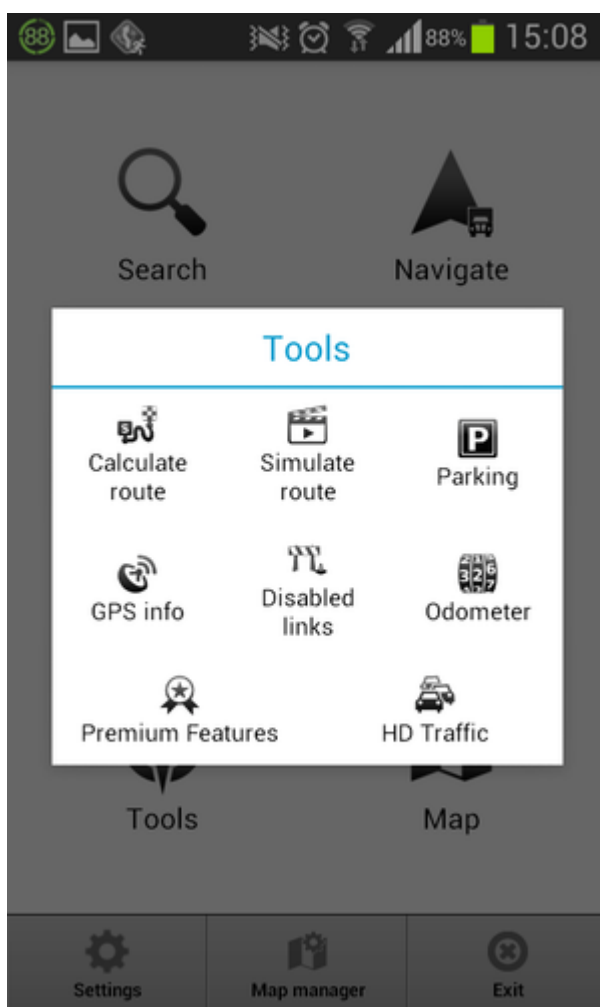 88
88% 15:08
Search
Navigate
Tools
Calculate
route
Simulate
route
P
Parking
GPS info
Disabled
links
Odometer
Premium Features
HD Traffic
Tools
Map
Settings
Map manager
Exit